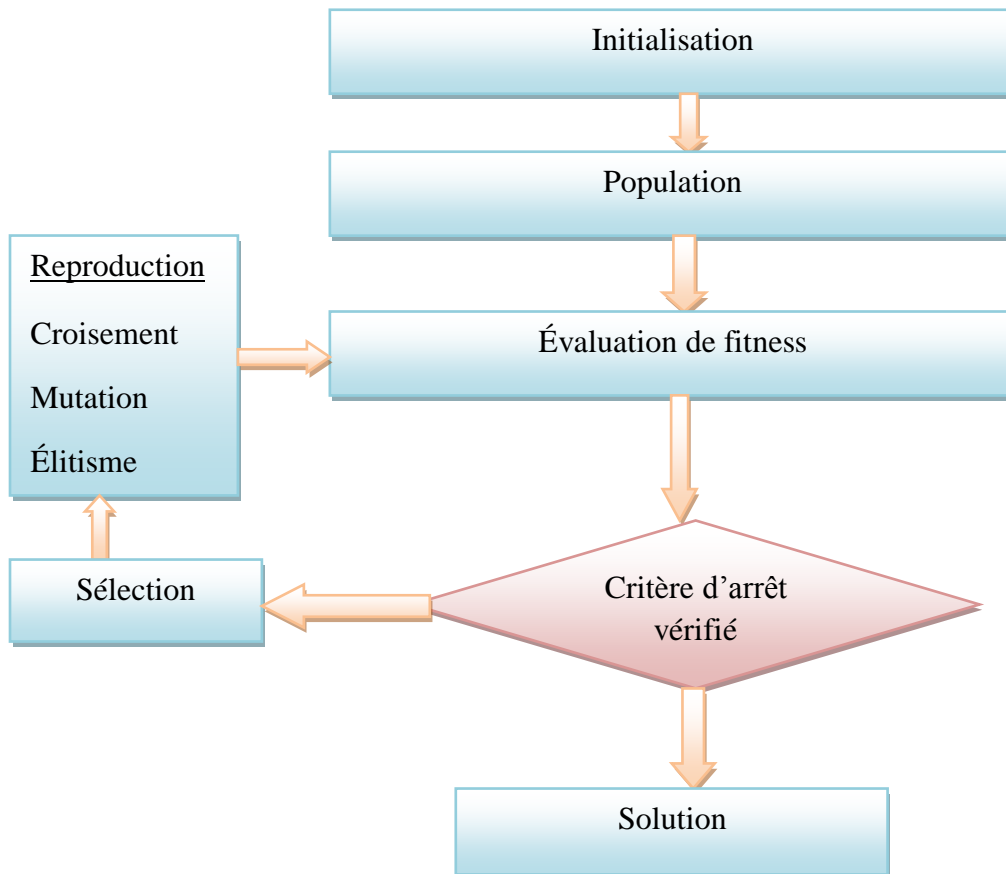 Initialisation
Population
Reproduction
Croisement
Mutation
Élitisme
Évaluation de fitness
Sélection
Critère d’arrêt
vérifié
Solution